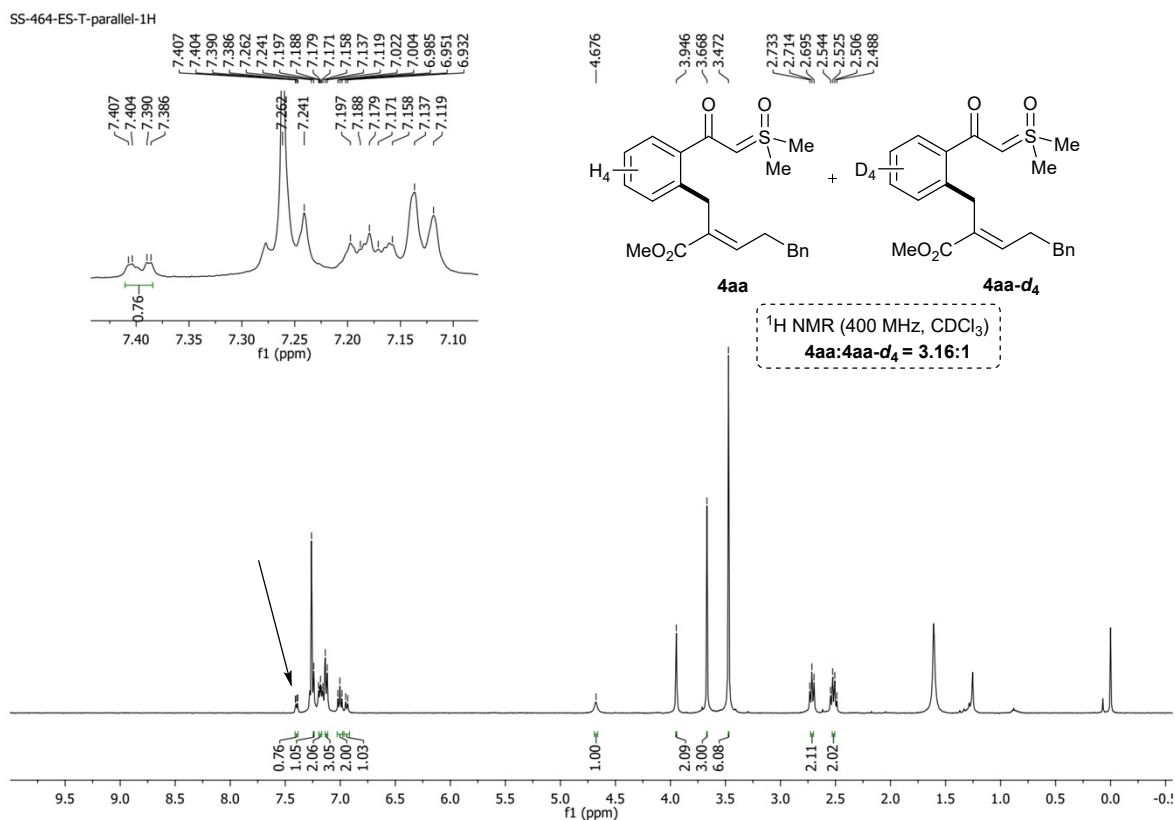 SS-464-ES-T-parallel-1H
7.407
7.404
7.390
7.386
7.262
7.241
7.197
7.188
7.179
7.171
7.158
7.137
7.119
7.022
7.004
6.985
6.951
6.932
4.676
3.946
3.668
3.472
2.733
2.714
2.695
2.544
2.525
2.506
2.488
7.407
7.404
7.390
7.386
7.262
7.241
7.197
7.188
7.179
7.171
7.158
7.137
7.119
0.76
7.40 7.35 7.30 7.25 7.20 7.15 7.10
f1 (ppm)
O O
S Me
Me
H4
MeO2C Bn
4aa
+
O O
S Me
Me
D4
MeO2C Bn
4aa-d4
1H NMR (400 MHz, CDCl3)
4aa:4aa-d4 = 3.16:1
0.76
1.05
2.06
3.05
2.00
1.03
1.00
2.09
3.00
6.08
2.11
2.02
9.5 9.0 8.5 8.0 7.5 7.0 6.5 6.0 5.5 5.0 4.5 4.0 3.5 3.0 2.5 2.0 1.5 1.0 0.5 0.0
f1 (ppm)